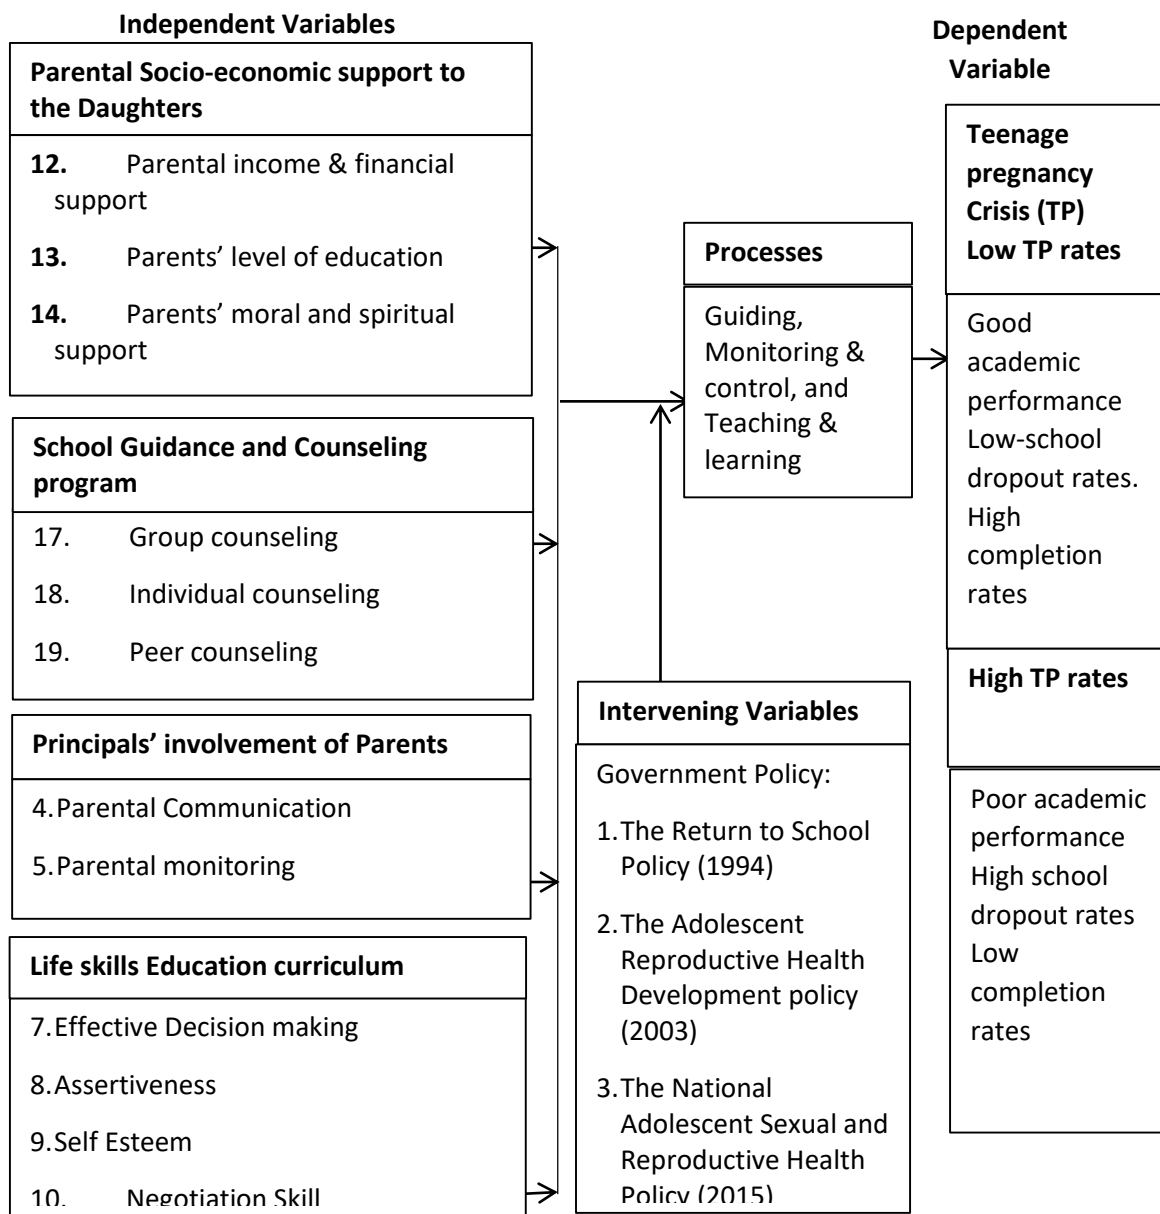 Independent Variables
Parental Socio-economic support to
the Daughters
12. Parental income & financial
support
13. Parents’ level of education
14. Parents’ moral and spiritual
support
School Guidance and Counseling
program
17. Group counseling
18. Individual counseling
19. Peer counseling
Principals’ involvement of Parents
4.Parental Communication
5.Parental monitoring
Life skills Education curriculum
7.Effective Decision making
8.Assertiveness
9.Self Esteem
10. Negotiation Skill
Processes
Guiding,
Monitoring &
control, and
Teaching &
learning
Intervening Variables
Government Policy:
1.The Return to School
Policy (1994)
2.The Adolescent
Reproductive Health
Development policy
(2003)
3.The National
Adolescent Sexual and
Reproductive Health
Policy (2015)
Dependent
Variable
Teenage
pregnancy
Crisis (TP)
Low TP rates
Good
academic
performance
Low-school
dropout rates.
High
completion
rates
High TP rates
Poor academic
performance
High school
dropout rates
Low
completion
rates